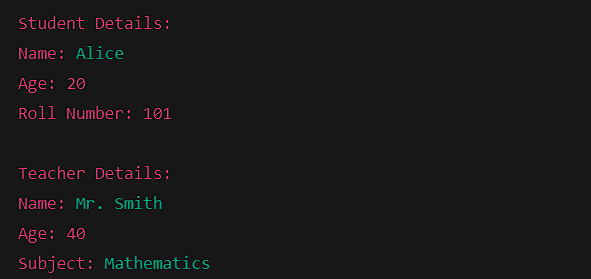 Student Details:
Name: Alice
Age: 20
Roll Number: 101
Teacher Details:
Name: Mr. Smith
Age: 40
Subject: Mathematics